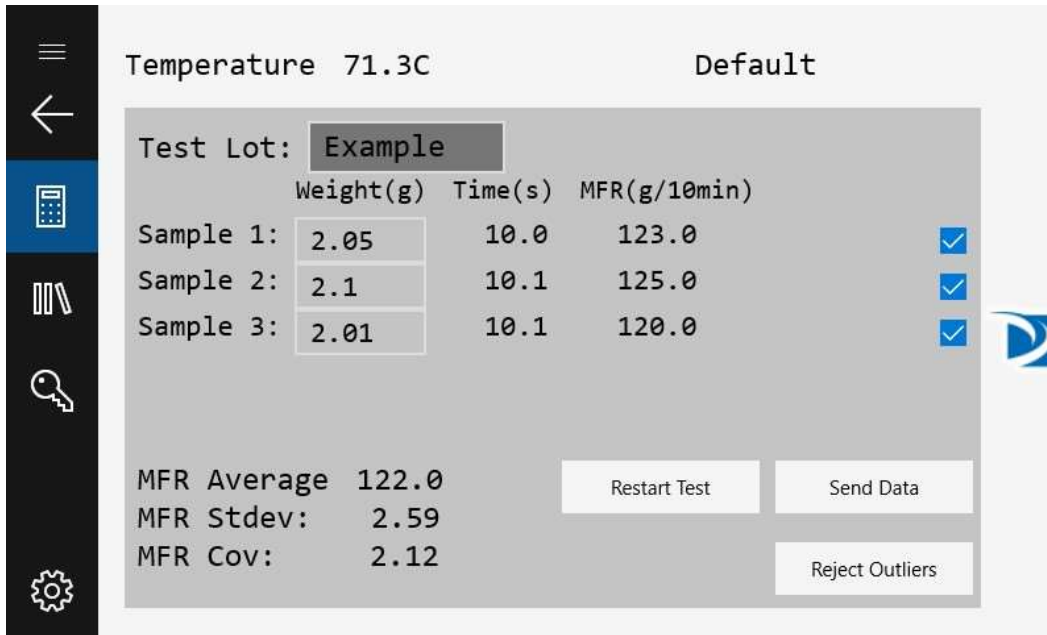 Temperature 71.3C Default
Test Lot: Example
Weight(g) Time(s) MFR(g/10min)
Sample 1: 2.05 10.0 123.0
Sample 2: 2.1 10.1 125.0
Sample 3: 2.01 10.1 120.0
MFR Average 122.0 Restart Test Send Data
MFR Stdev: 2.59
MFR Cov: 2.12 Reject Outliers